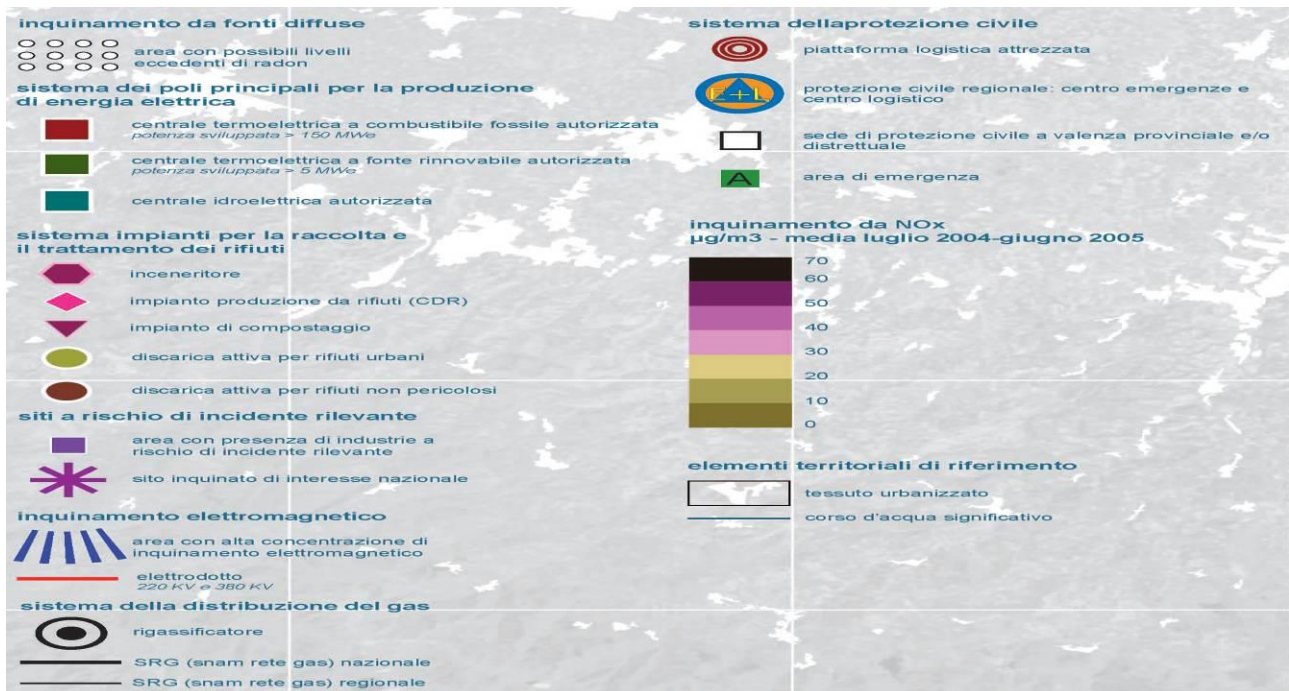 inquinamento da fonti diffuse
area con possibili livelli
eccedenti di radon
sistema dei poli principali per la produzione
di energia elettrica
centrale termoelettrica a combustibile fossile autorizzata
potenza sviluppata > 150 MWe
centrale termoelettrica a fonte rinnovabile autorizzata
potenza sviluppata > 5 MWe
centrale idroelettrica autorizzata
sistema impianti per la raccolta e
il trattamento dei rifiuti
inceneritore
impianto produzione da rifiuti (CDR)
impianto di compostaggio
discarica attiva per rifiuti urbani
discarica attiva per rifiuti non pericolosi
siti a rischio di incidente rilevante
area con presenza di industrie a
rischio di incidente rilevante
sito inquinato di interesse nazionale
inquinamento elettromagnetico
area con alta concentrazione di
inquinamento elettromagnetico
elettrodotto
220 KV e 380 KV
sistema della distribuzione del gas
rigassificatore
SRG (snam rete gas) nazionale
SRG (snam rete gas) regionale
sistema dellaprotezione civile
piattaforma logistica attrezzata
E+L
protezione civile regionale: centro emergenze e
centro logistico
sede di protezione civile a valenza provinciale e/o
distrettuale
A
area di emergenza
inquinamento da NOx
µg/m3 - media luglio 2004-giugno 2005
70
60
50
40
30
20
10
0
elementi territoriali di riferimento
tessuto urbanizzato
corso d'acqua significativo